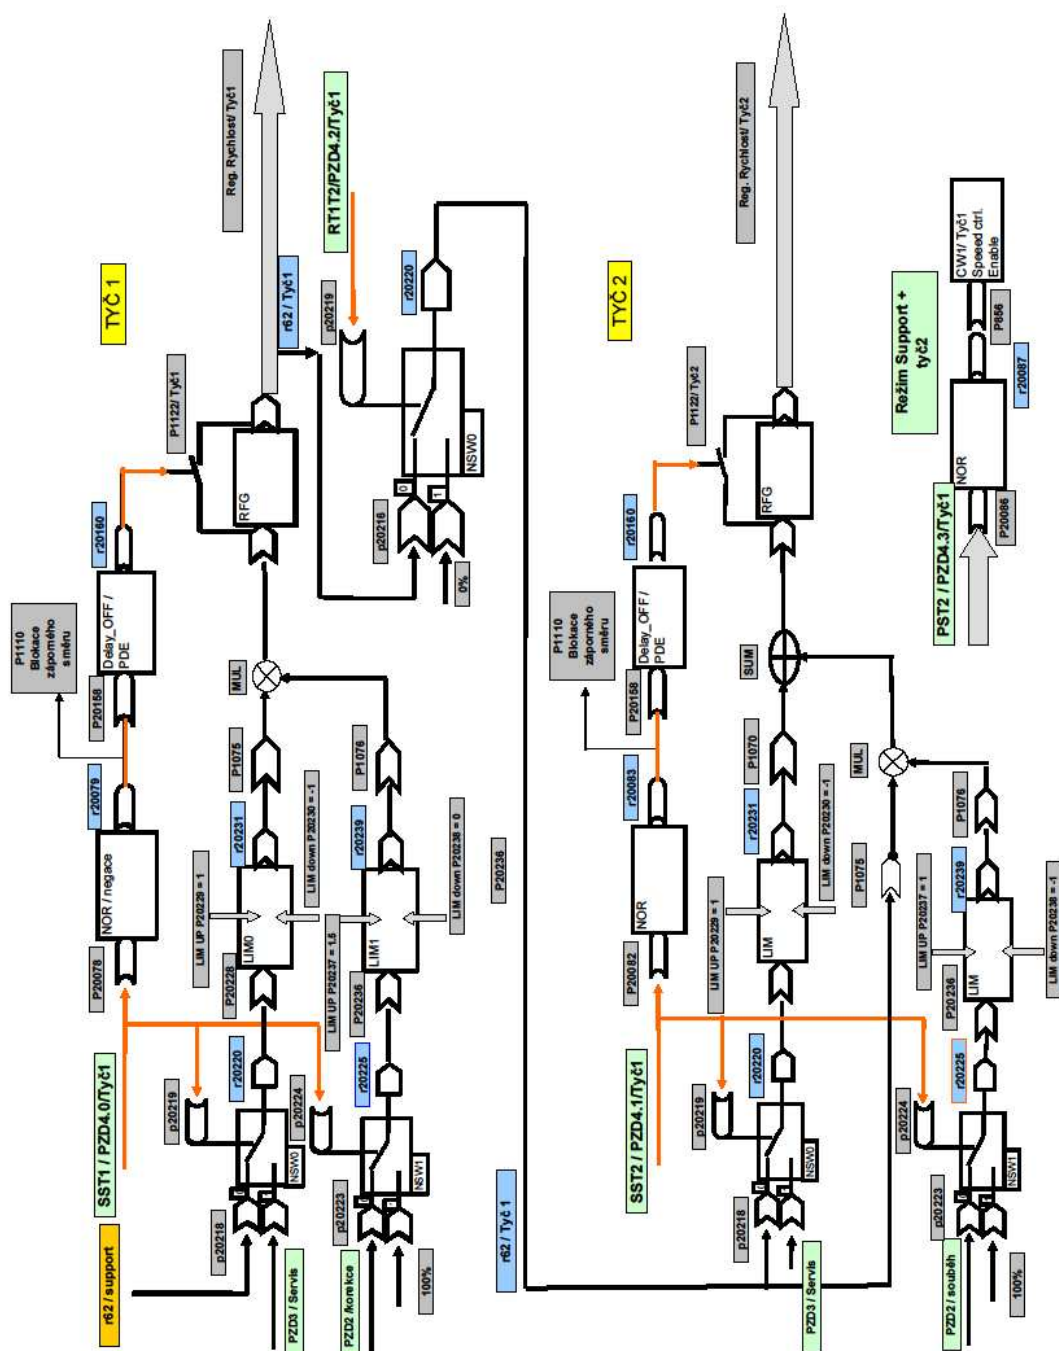 TYČ 1
SST1 / PZD4.0/Tyč1
P20078
NOR / negace
r20079
P1110
Blokace
záporného
směru
P20158
Delay_OFF /
PDE
r20160
P1122/ Tyč1
r62 / support
p20218
PZD3 / Servis
0
1
NSW0
p20219
r20220
P20228
LIM UP P20229 = 1
LIM0
LIM down P20230 = -1
r20231
P1075
MUL
RFG
Reg. Rychlost/ Tyč1
PZD2 /korekce
100%
p20223
NSW1
p20224
r20225
P20236
LIM UP P20237 = 1.5
LIM1
LIM down P20238 = 0
P20236
r20239
P1076
r62 / Tyč1
RT1T2/PZD4.2/Tyč1
p20219
p20216
0%
0
1
NSW0
r20220
r62 / Tyč 1
TYČ 2
SST2 / PZD4.1/Tyč1
P20082
NOR
r20083
P1110
Blokace
záporného
směru
P20158
Delay_OFF /
PDE
r20160
P1122/ Tyč2
p20218
PZD3 / Servis
NSW0
p20219
r20220
LIM UP P20229 = 1
LIM
LIM down P20230 = -1
r20231
P1070
SUM
RFG
Reg. Rychlost/ Tyč2
P1075
MUL
PZD2 / souběh
100%
p20223
NSW1
p20224
r20225
P20236
LIM UP P20237 = 1
LIM
LIM down P20238 = -1
r20239
P1076
Režim Support +
tyč2
PST2 / PZD4.3/Tyč1
P20086
NOR
r20087
P856
CW1/ Tyč1
Speeed ctrl.
Enable